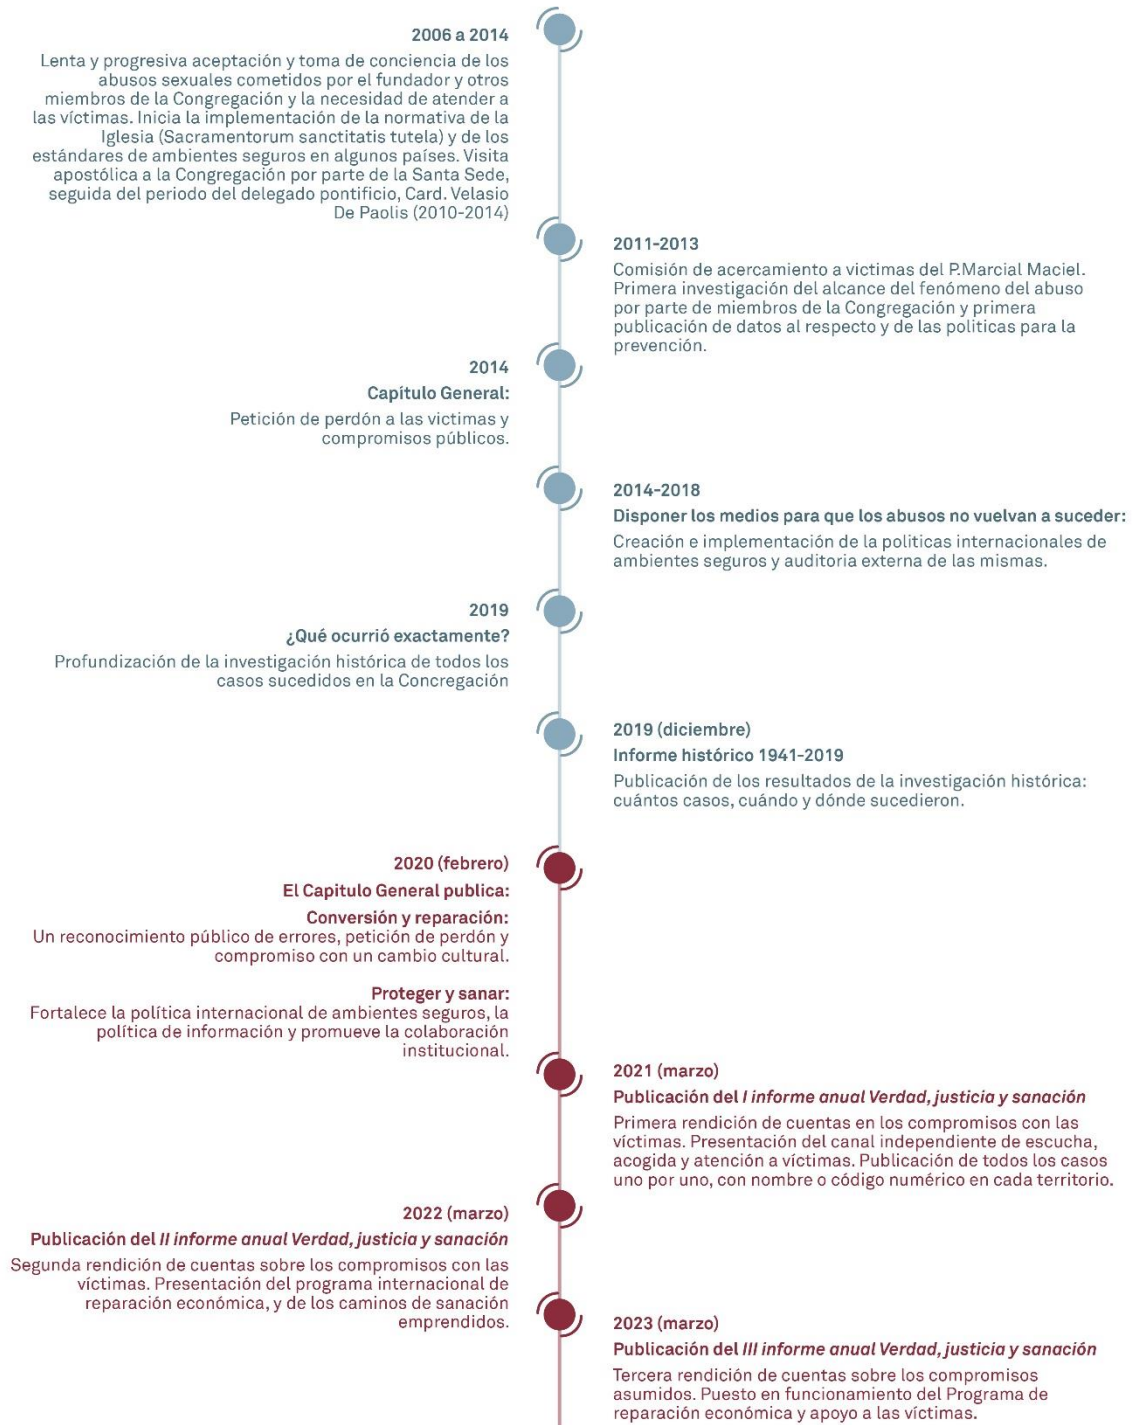 2006 a 2014
Lenta y progresiva aceptación y toma de conciencia de los
abusos sexuales cometidos por el fundador y otros
miembros de la Congregación y la necesidad de atender a
las víctimas. Inicia la implementación de la normativa de la
Iglesia (Sacramentorum sanctitatis tutela) y de los
estándares de ambientes seguros en algunos países. Visita
apostólica a la Congregación por parte de la Santa Sede,
seguida del periodo del delegado pontificio, Card. Velasio
De Paolis (2010-2014)
2011-2013
Comisión de acercamiento a victimas del P.Marcial Maciel.
Primera investigación del alcance del fenómeno del abuso
por parte de miembros de la Congregación y primera
publicación de datos al respecto y de las politicas para la
prevención.
2014
Capítulo General:
Petición de perdón a las victimas y
compromisos públicos.
2014-2018
Disponer los medios para que los abusos no vuelvan a suceder:
Creación e implementación de la politicas internacionales de
ambientes seguros y auditoria externa de las mismas.
2019
¿Qué ocurrió exactamente?
Profundización de la investigación histórica de todos los
casos sucedidos en la Concregación
2019 (diciembre)
Informe histórico 1941-2019
Publicación de los resultados de la investigación histórica:
cuántos casos, cuándo y dónde sucedieron.
2020 (febrero)
El Capitulo General publica:
Conversión y reparación:
Un reconocimiento público de errores, petición de perdón y
compromiso con un cambio cultural.
Proteger y sanar:
Fortalece la política internacional de ambientes seguros, la
política de información y promueve la colaboración
institucional.
2021 (marzo)
Publicación del I informe anual Verdad, justicia y sanación
Primera rendición de cuentas en los compromisos con las
víctimas. Presentación del canal independiente de escucha,
acogida y atención a víctimas. Publicación de todos los casos
uno por uno, con nombre o código numérico en cada territorio.
2022 (marzo)
Publicación del II informe anual Verdad, justicia y sanación
Segunda rendición de cuentas sobre los compromisos con las
víctimas. Presentación del programa internacional de
reparación económica, y de los caminos de sanación
emprendidos.
2023 (marzo)
Publicación del III informe anual Verdad, justicia y sanación
Tercera rendición de cuentas sobre los compromisos
asumidos. Puesto en funcionamiento del Programa de
reparación económica y apoyo a las víctimas.